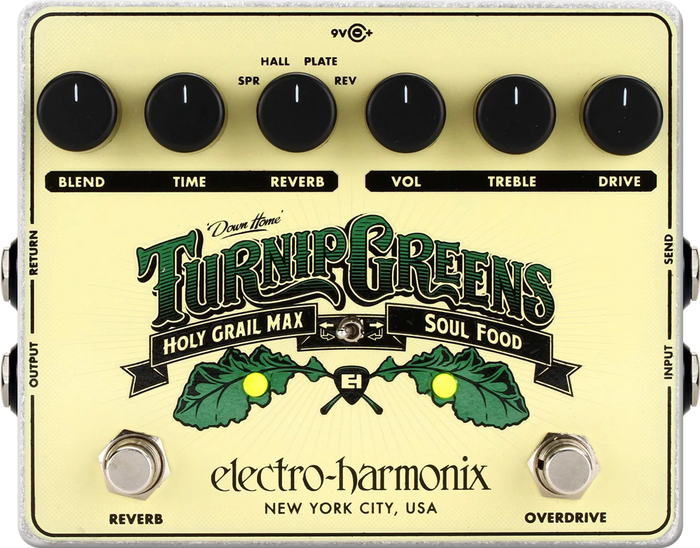 9V +
HALL PLATE
SPR REV
BLEND TIME REVERB VOL TREBLE DRIVE
'Down Home'
TURNIP GREENS
RETURN
SEND
HOLY GRAIL MAX
SOUL FOOD
OUTPUT
INPUT
EH
electro-harmonix
NEW YORK CITY, USA
REVERB
OVERDRIVE